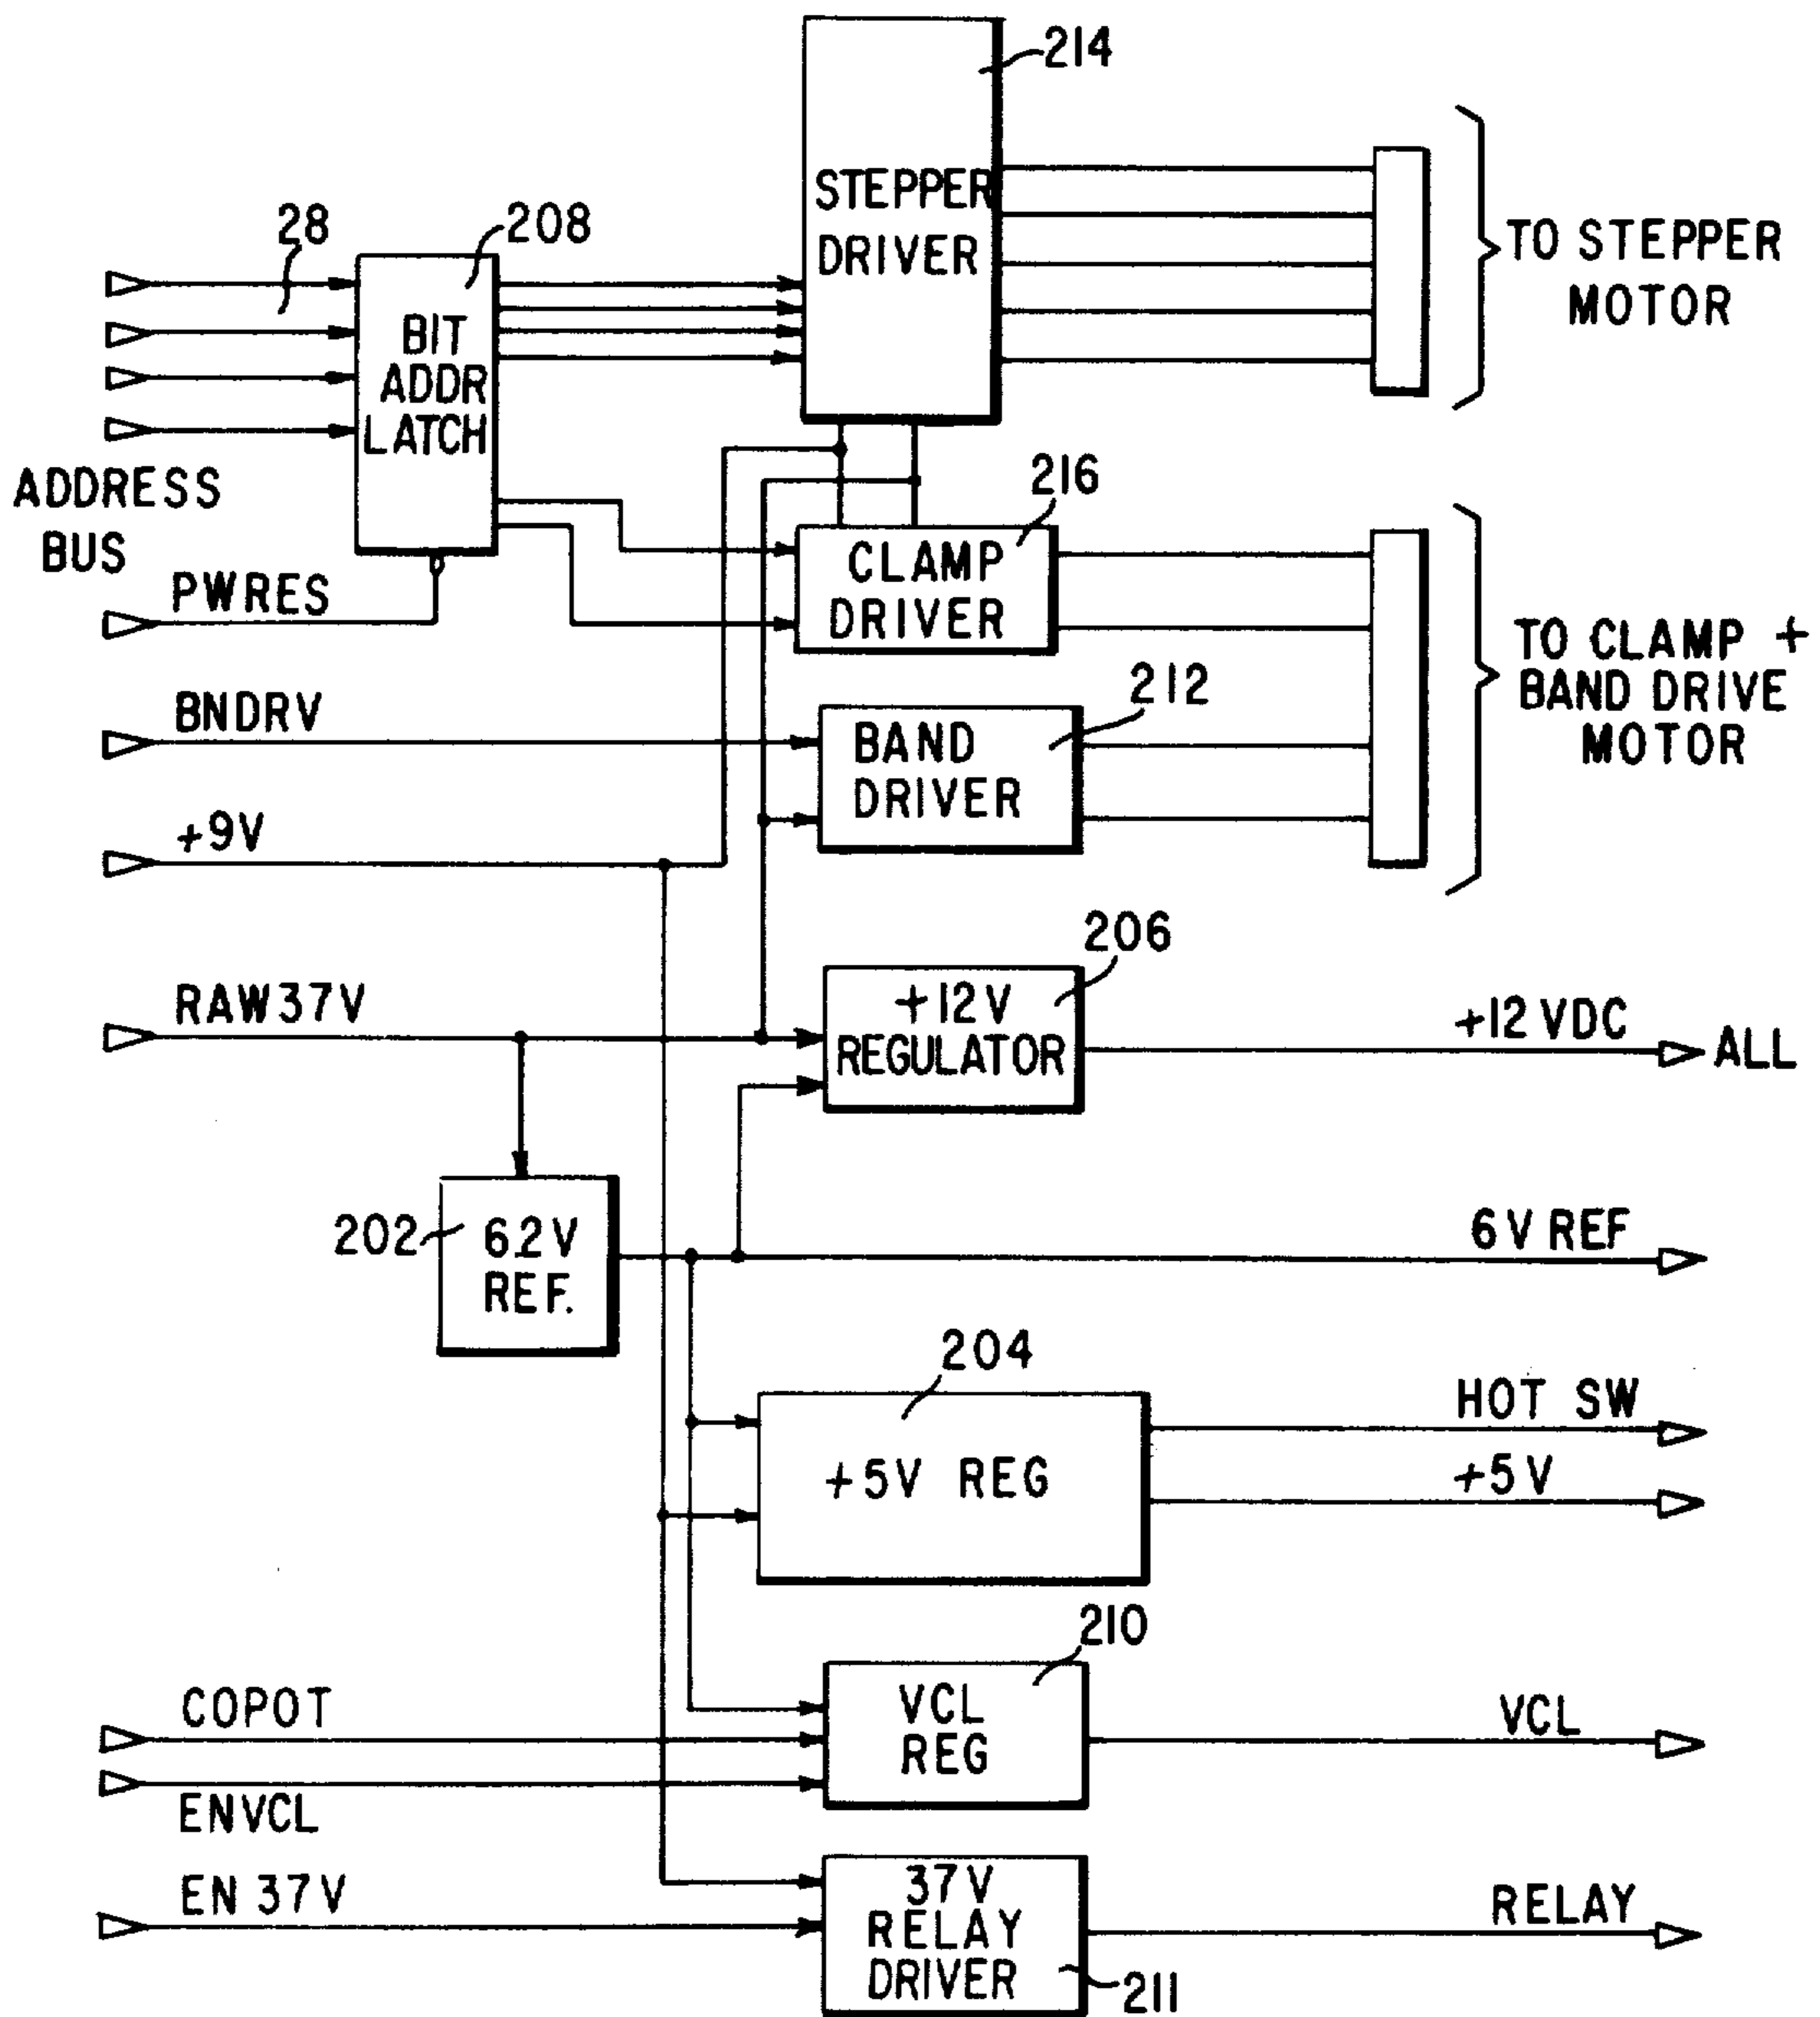 214
STEPPER
DRIVER
TO STEPPER
MOTOR
28
208
BIT
ADDR
LATCH
ADDRESS
BUS
216
CLAMP
DRIVER
PWRES
TO CLAMP +
BAND DRIVE
MOTOR
212
BNDRV
BAND
DRIVER
+9V
206
RAW37V
+12V
REGULATOR
+12VDC
ALL
202
6.2V
REF.
6V REF
204
HOT SW
+5V REG
+5V
210
COPOT
VCL
REG
VCL
ENVCL
EN 37V
37V
RELAY
DRIVER
RELAY
211